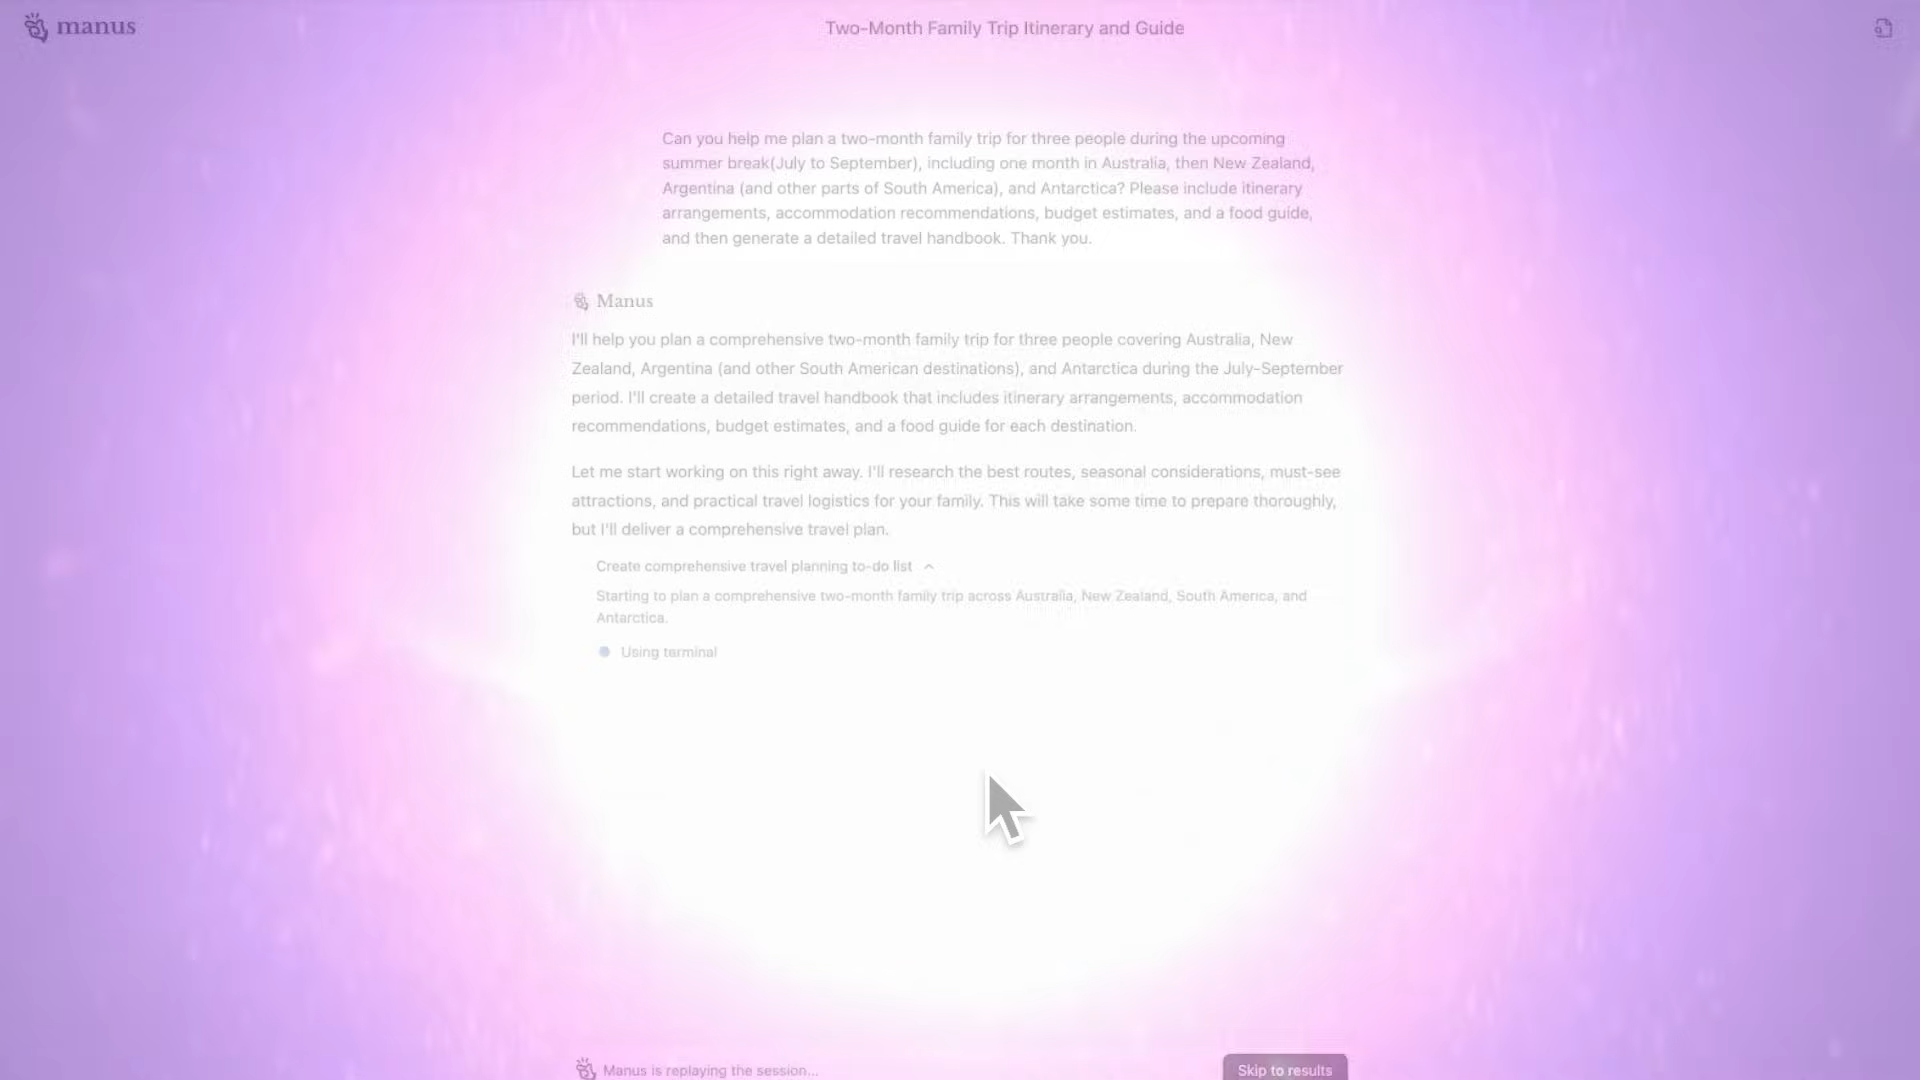 manus
Two-Month Family Trip Itinerary and Guide
Can you help me plan a two-month family trip for three people during the upcoming
summer break(July to September), including one month in Australia, then New Zealand,
Argentina (and other parts of South America), and Antarctica? Please include itinerary
arrangements, accommodation recommendations, budget estimates, and a food guide,
and then generate a detailed travel handbook. Thank you.
Manus
I'll help you plan a comprehensive two-month family trip for three people covering Australia, New
Zealand, Argentina (and other South American destinations), and Antarctica during the July-September
period. I'll create a detailed travel handbook that includes itinerary arrangements, accommodation
recommendations, budget estimates, and a food guide for each destination.
Let me start working on this right away. I'll research the best routes, seasonal considerations, must-see
attractions, and practical travel logistics for your family. This will take some time to prepare thoroughly,
but I'll deliver a comprehensive travel plan.
Create comprehensive travel planning to-do list
Starting to plan a comprehensive two-month family trip across Australia, New Zealand, South America, and
Antarctica.
Using terminal
Manus is replaying the session...
Skip to results